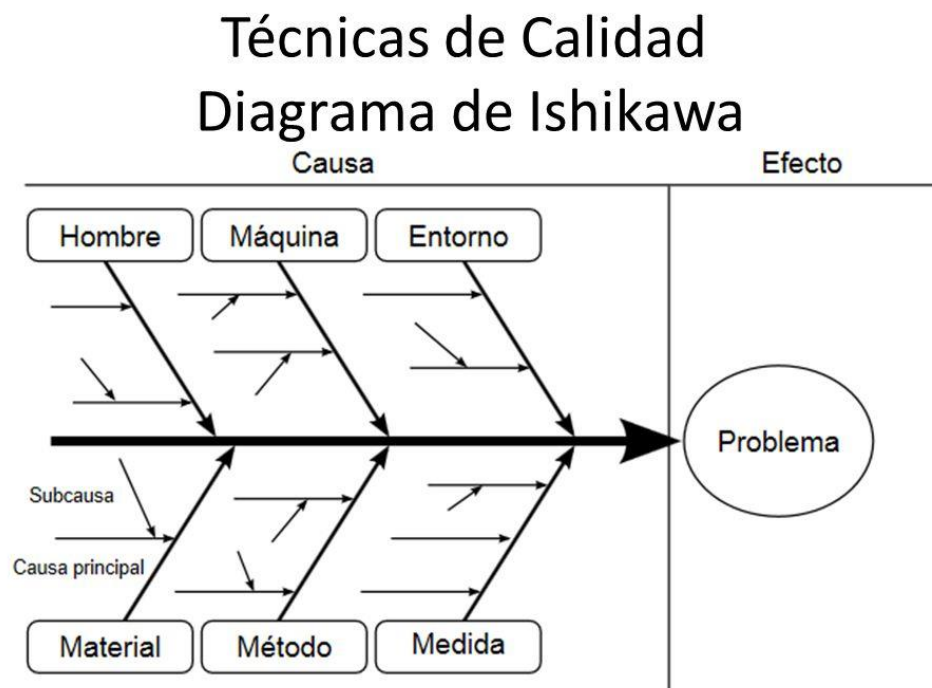 Técnicas de Calidad
Diagrama de Ishikawa
Causa
Efecto
Hombre
Máquina
Entorno
Problema
Subcausa
Causa principal
Material
Método
Medida